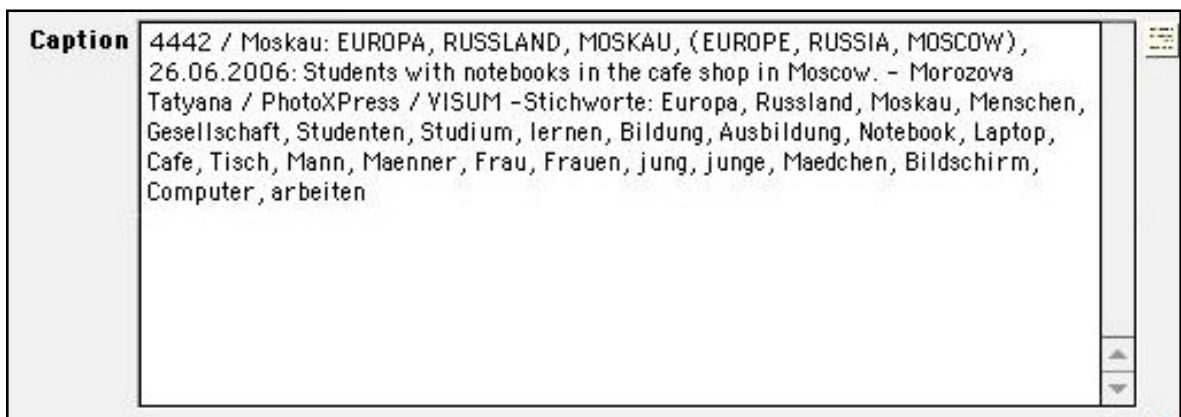 Caption
4442 / Moskau: EUROPA, RUSSLAND, MOSKAU, (EUROPE, RUSSIA, MOSCOW),
26.06.2006: Students with notebooks in the cafe shop in Moscow. - Morozova
Tatyana / PhotoXPress / VISUM -Stichworte: Europa, Russland, Moskau, Menschen,
Gesellschaft, Studenten, Studium, lernen, Bildung, Ausbildung, Notebook, Laptop,
Cafe, Tisch, Mann, Maenner, Frau, Frauen, jung, junge, Maedchen, Bildschirm,
Computer, arbeiten